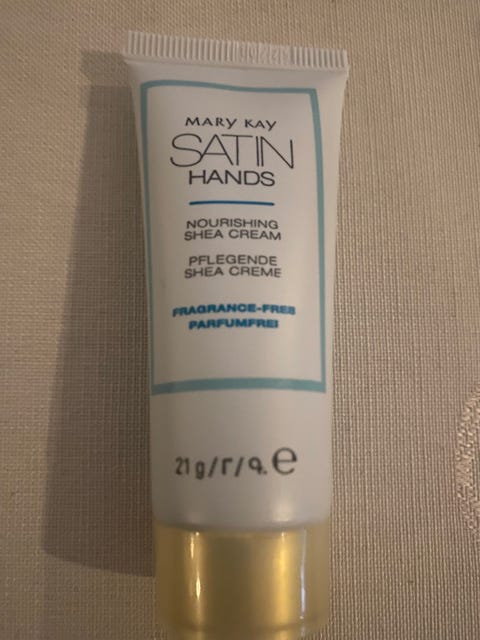 MARY KAY
SATIN
HANDS
NOURISHING
SHEA CREAM
PFLEGENDE
SHEA CREME
FRAGRANCE-FREE
PARFUMFREI
21 g/г/գ. ℮